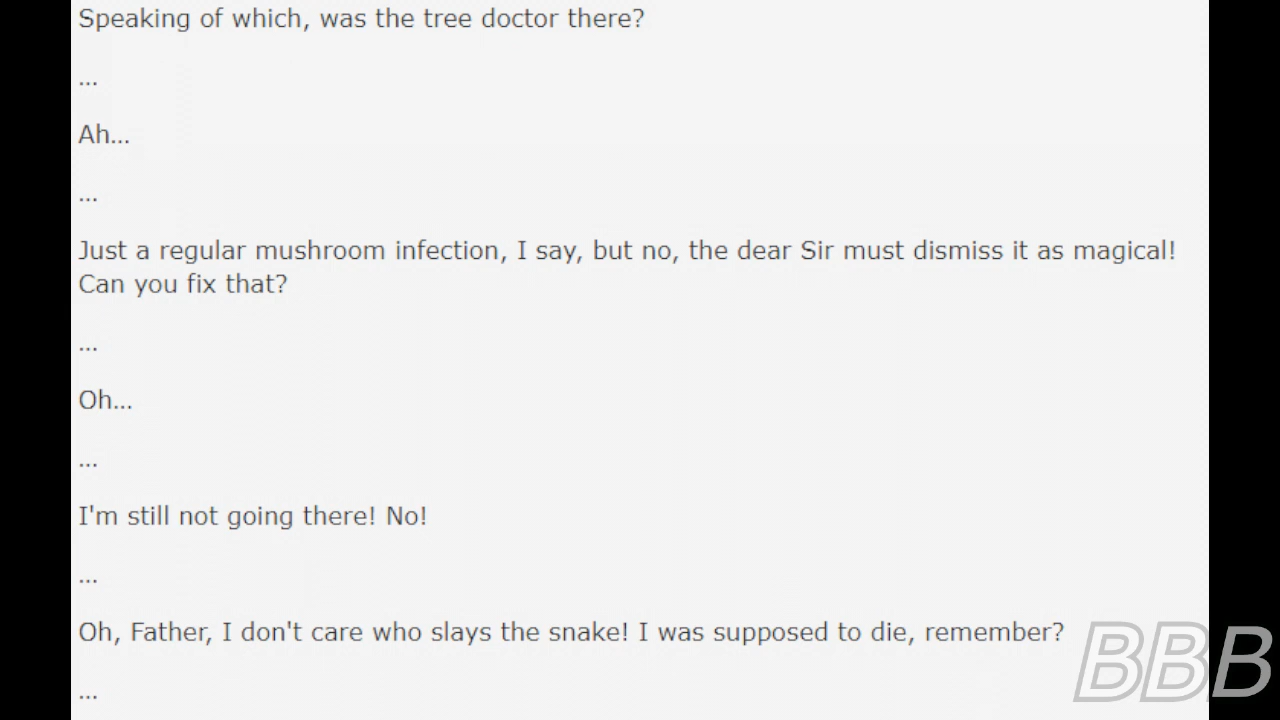 Speaking of which, was the tree doctor there?
...
Ah...
...
Just a regular mushroom infection, I say, but no, the dear Sir must dismiss it as magical!
Can you fix that?
...
Oh...
...
I'm still not going there! No!
...
Oh, Father, I don't care who slays the snake! I was supposed to die, remember?
...
BBB